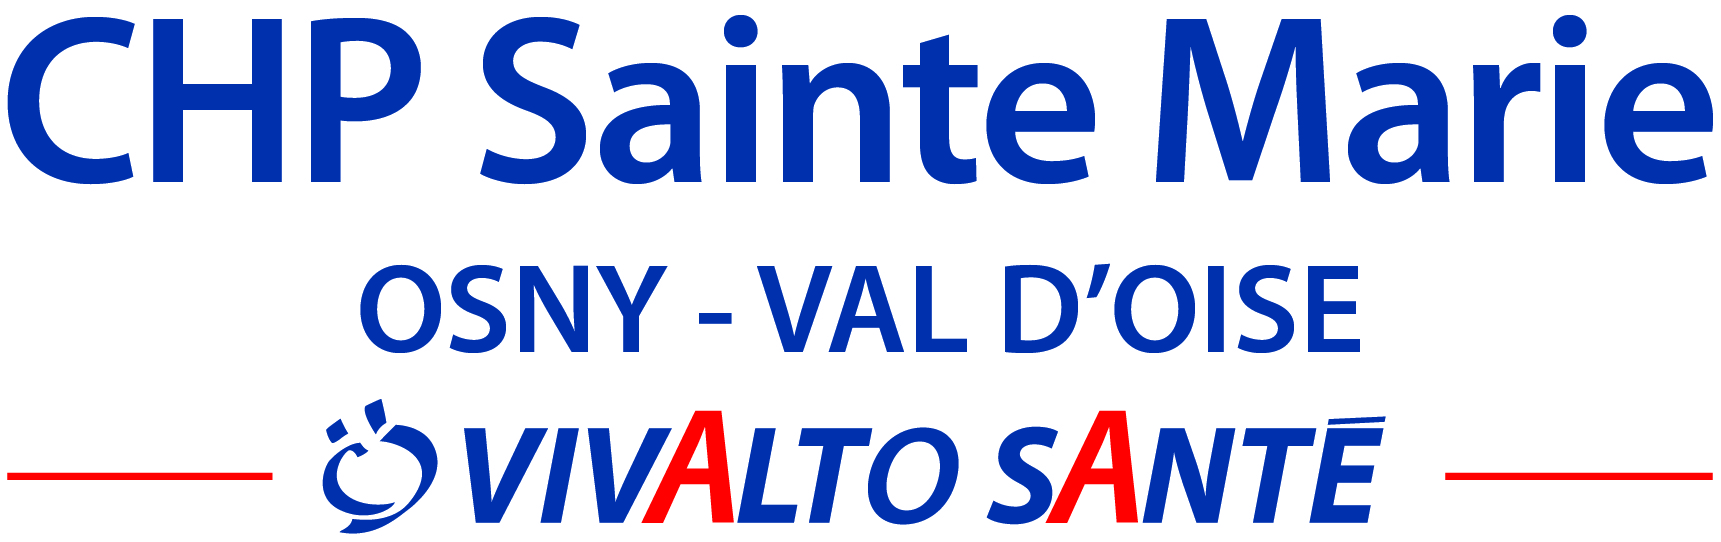 CHP Sainte Marie
OSNY - VAL D’OISE
VIVALTO SANTÉ